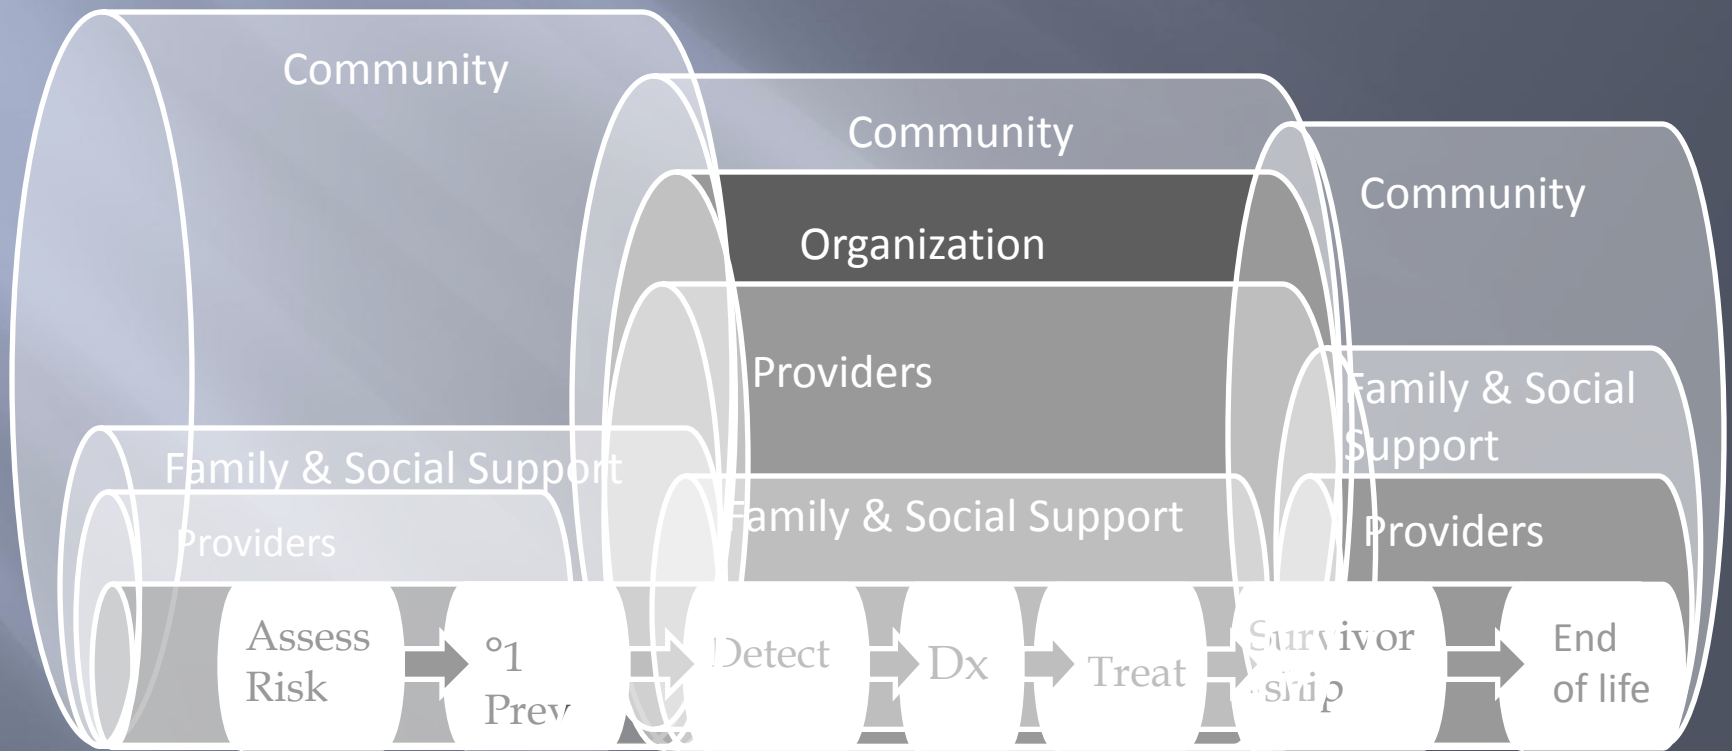 Community
Community
Community
Organization
Providers
Family & Social
Support
Family & Social Support
Family & Social Support
Providers
Providers
Assess
Risk
°1
Prev
Detect
Dx
Treat
Survivor
-ship
End
of life